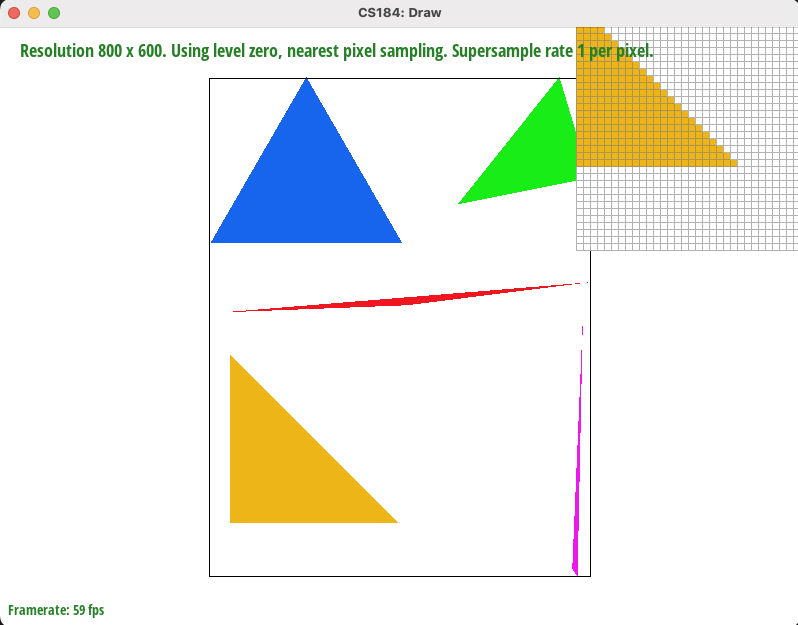 CS184: Draw
Resolution 800 x 600. Using level zero, nearest pixel sampling. Supersample rate 1 per pixel.
Framerate: 59 fps